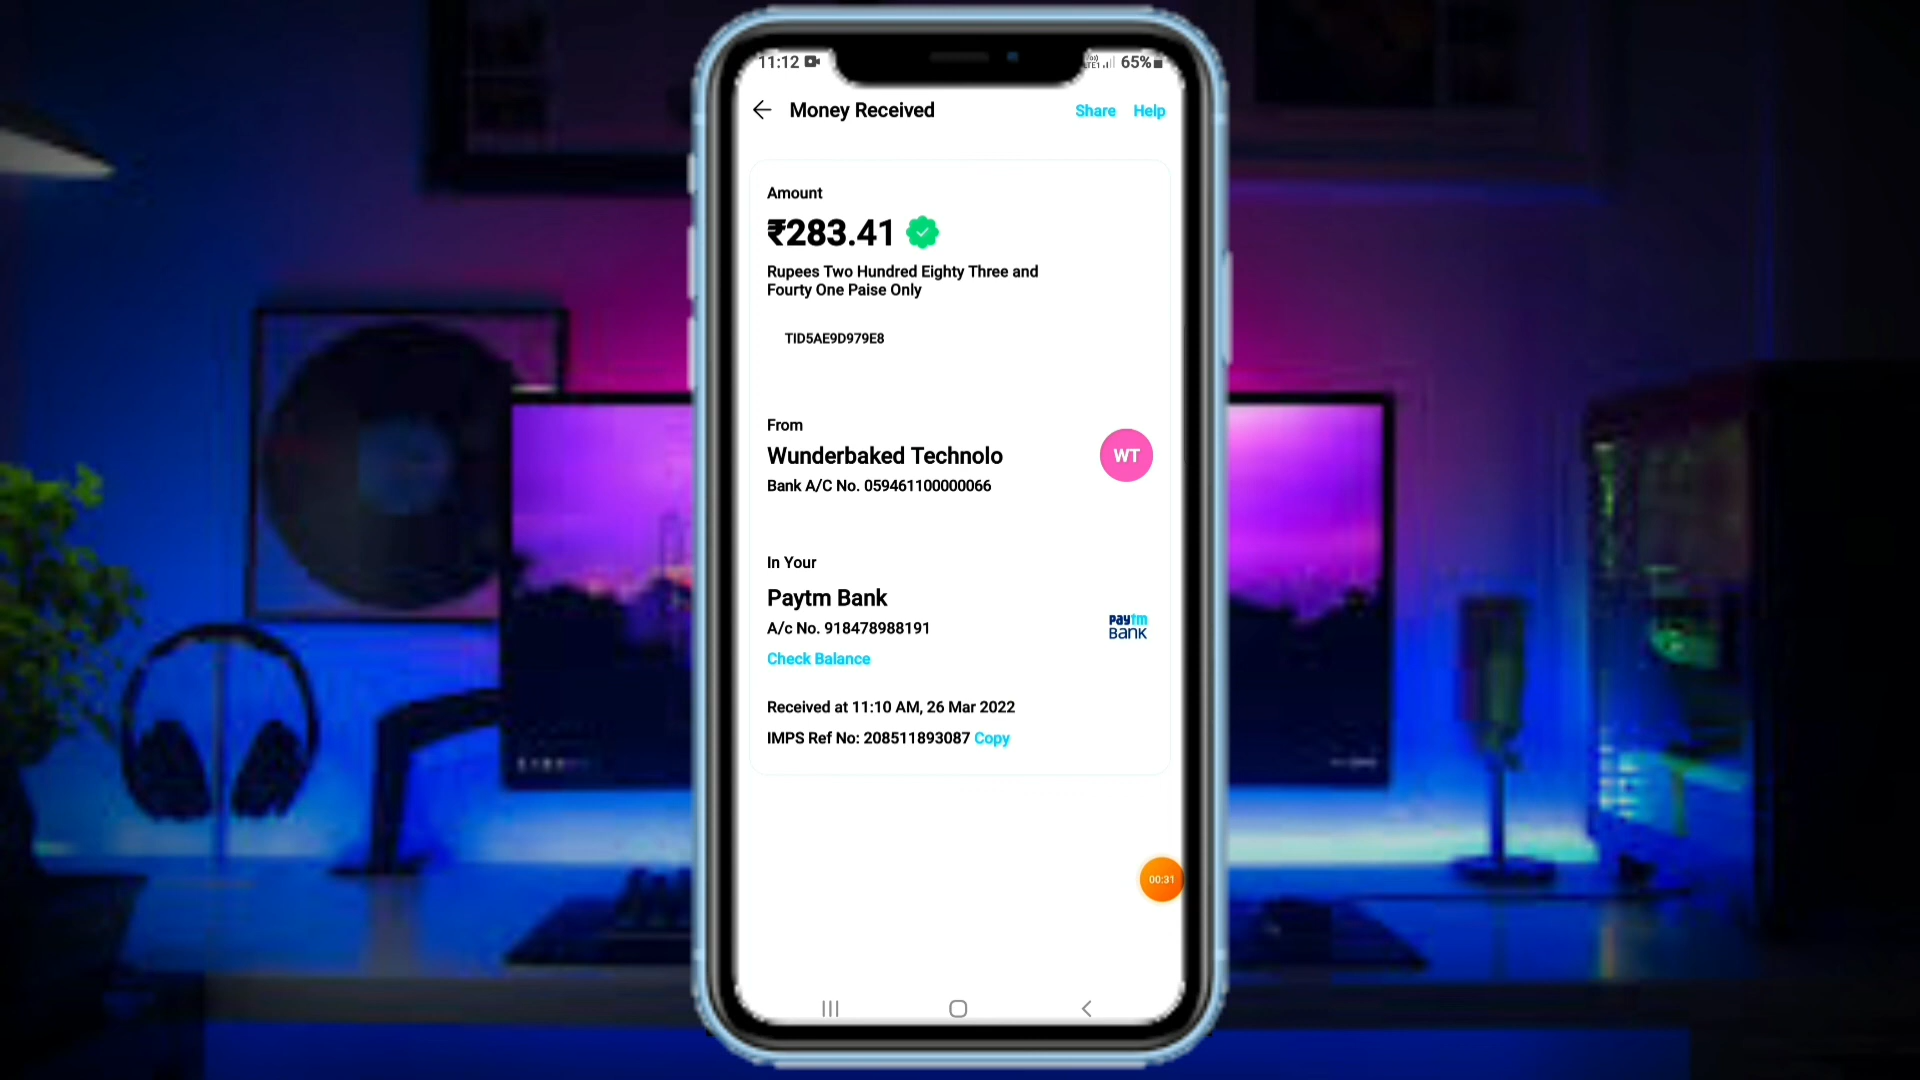 11:12 65%
Money Received Share Help
Amount
₹283.41
Rupees Two Hundred Eighty Three and
Fourty One Paise Only
TID5AE9D979E8
From
Wunderbaked Technolo
WT
Bank A/C No. 059461100000066
In Your
Paytm Bank
paytm
BANK
A/c No. 918478988191
Check Balance
Received at 11:10 AM, 26 Mar 2022
IMPS Ref No: 208511893087 Copy
00:31